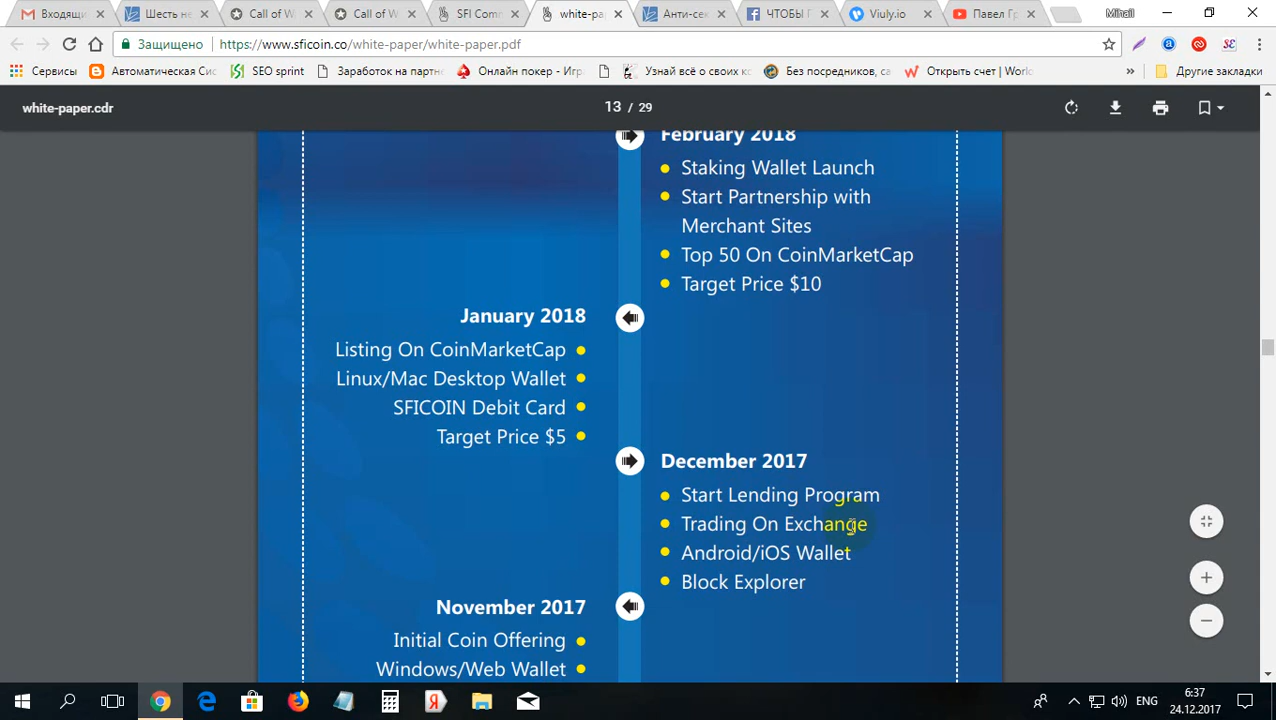 Входящи
Шесть не
Call of W
Call of W
SFI Com
white-pa
Анти-сек
ЧТОБЫ Г
Viuly.io
Павел Гр
Mihail
Защищено
https://www.sficoin.co/white-paper/white-paper.pdf
Сервисы
Автоматическая Сис
SEO sprint
Заработок на партне
Онлайн покер - Игра
Узнай всё о своих ко
Без посредников, са
Открыть счет | Worl
»
Другие закладки
white-paper.cdr
13 / 29
February 2018
Staking Wallet Launch
Start Partnership with
Merchant Sites
Top 50 On CoinMarketCap
Target Price $10
January 2018
Listing On CoinMarketCap
Linux/Mac Desktop Wallet
SFICOIN Debit Card
Target Price $5
December 2017
Start Lending Program
Trading On Exchange
Android/iOS Wallet
Block Explorer
November 2017
Initial Coin Offering
Windows/Web Wallet
ENG
6:37
24.12.2017